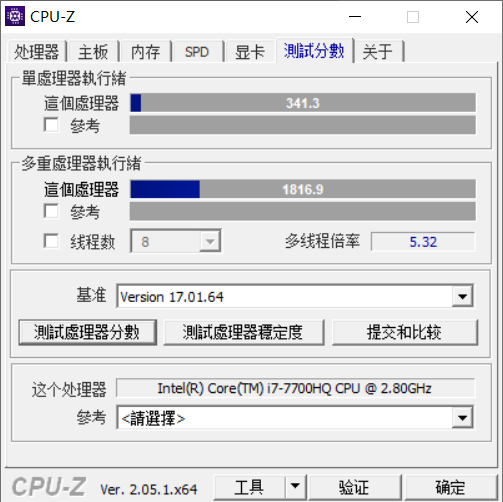 CPU-Z
处理器 主板 内存 SPD 显卡 測試分數 关于
單處理器執行緒
這個處理器 341.3
參考
多重處理器執行緒
這個處理器 1816.9
參考
线程数 8 多线程倍率 5.32
基准 Version 17.01.64
測試處理器分數 測試處理器穩定度 提交和比较
这个处理器 Intel(R) Core(TM) i7-7700HQ CPU @ 2.80GHz
參考 <請選擇>
CPU-Z Ver. 2.05.1.x64 工具 验证 确定